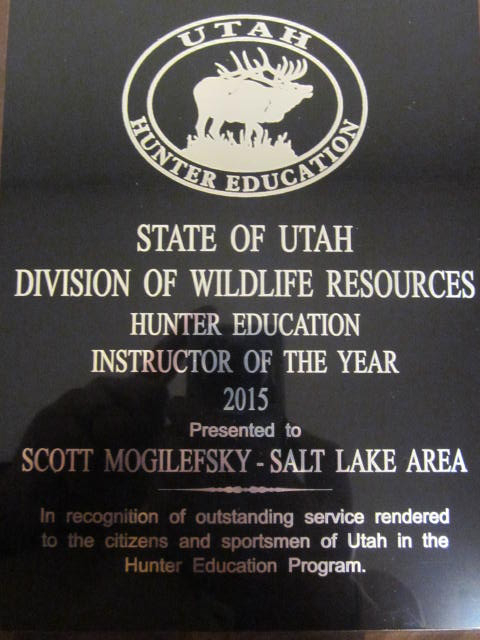 UTAH
HUNTER EDUCATION
STATE OF UTAH
DIVISION OF WILDLIFE RESOURCES
HUNTER EDUCATION
INSTRUCTOR OF THE YEAR
2015
Presented to
SCOTT MOGILEFSKY - SALT LAKE AREA
In recognition of outstanding service rendered
to the citizens and sportsmen of Utah in the
Hunter Education Program.